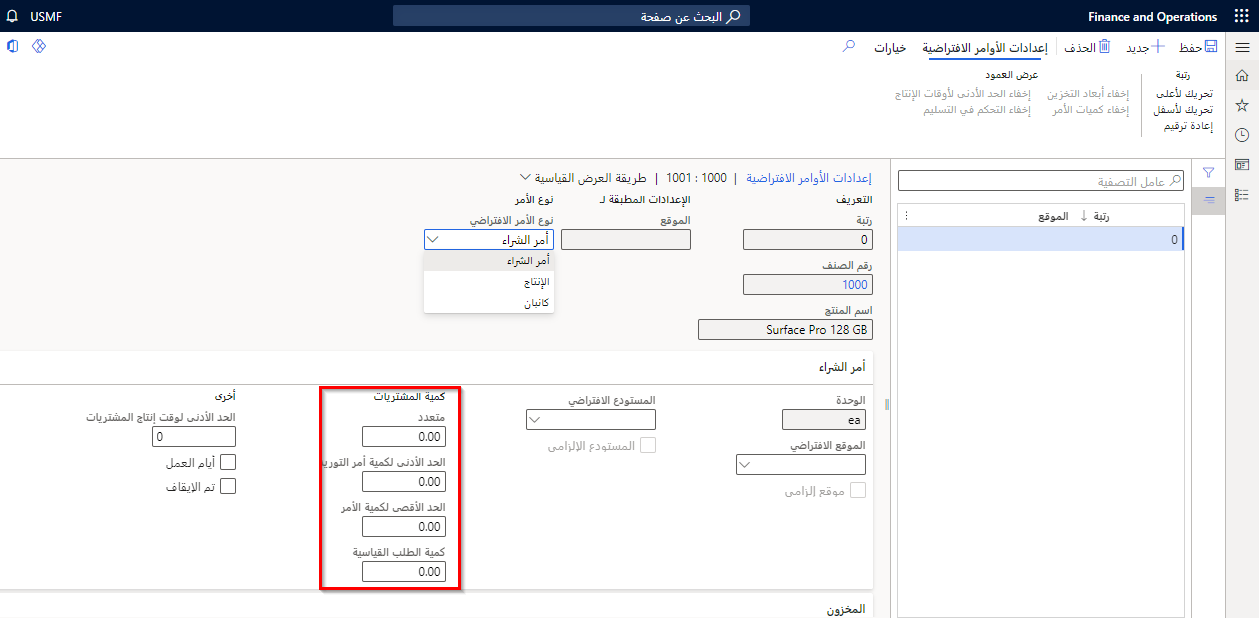 Finance and Operations
البحث عن صفحة
USMF
حفظ
جديد
الحذف
إعدادات الأوامر الافتراضية
خيارات
رتبة
تحريك لأعلى
تحريك لأسفل
إعادة ترقيم
عرض العمود
إخفاء أبعاد التخزين
إخفاء كميات الأمر
إخفاء الحد الأدنى لأوقات الإنتاج
إخفاء التحكم في التسليم
عامل التصفية
رتبة ↓
الموقع
0
إعدادات الأوامر الافتراضية | 1000 : 1001 | طريقة العرض القياسية
التعريف
رتبة
0
رقم الصنف
1000
اسم المنتج
Surface Pro 128 GB
الإعدادات المطبقة لـ
الموقع
نوع الأمر
نوع الأمر الافتراضي
أمر الشراء
أمر الشراء
الإنتاج
كانبان
أمر الشراء
الوحدة
ea
الموقع الافتراضي
موقع إلزامي
المستودع الافتراضي
المستودع الإلزامي
كمية المشتريات
متعدد
0.00
الحد الأدنى لكمية أمر التوريد
0.00
الحد الأقصى لكمية الأمر
0.00
كمية الطلب القياسية
0.00
أخرى
الحد الأدنى لوقت إنتاج المشتريات
0
أيام العمل
تم الإيقاف
المخزون